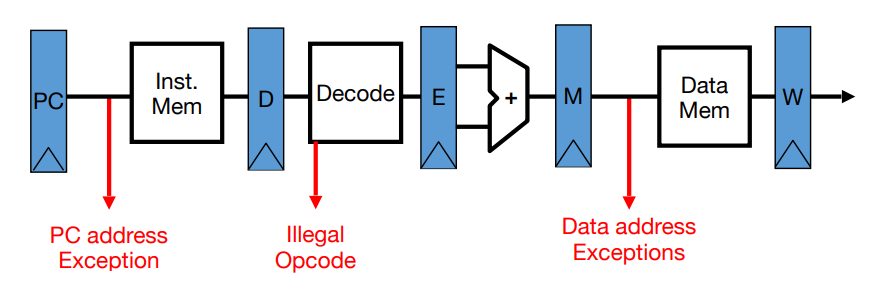 PC
Inst.
Mem
D
Decode
E
+
M
Data
Mem
W
PC address
Exception
Illegal
Opcode
Data address
Exceptions